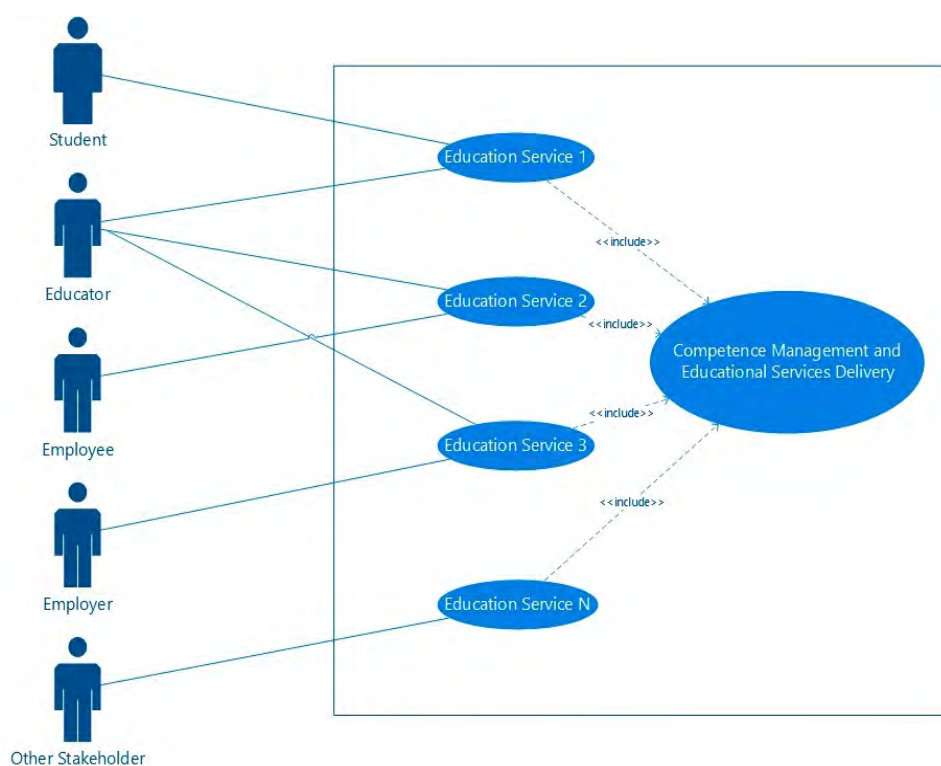 Student
Education Service 1
Educator
<<include>>
Education Service 2
<<include>>
Competence Management and
Educational Services Delivery
Employee
<<include>>
Education Service 3
<<include>>
Employer
Education Service N
Other Stakeholder